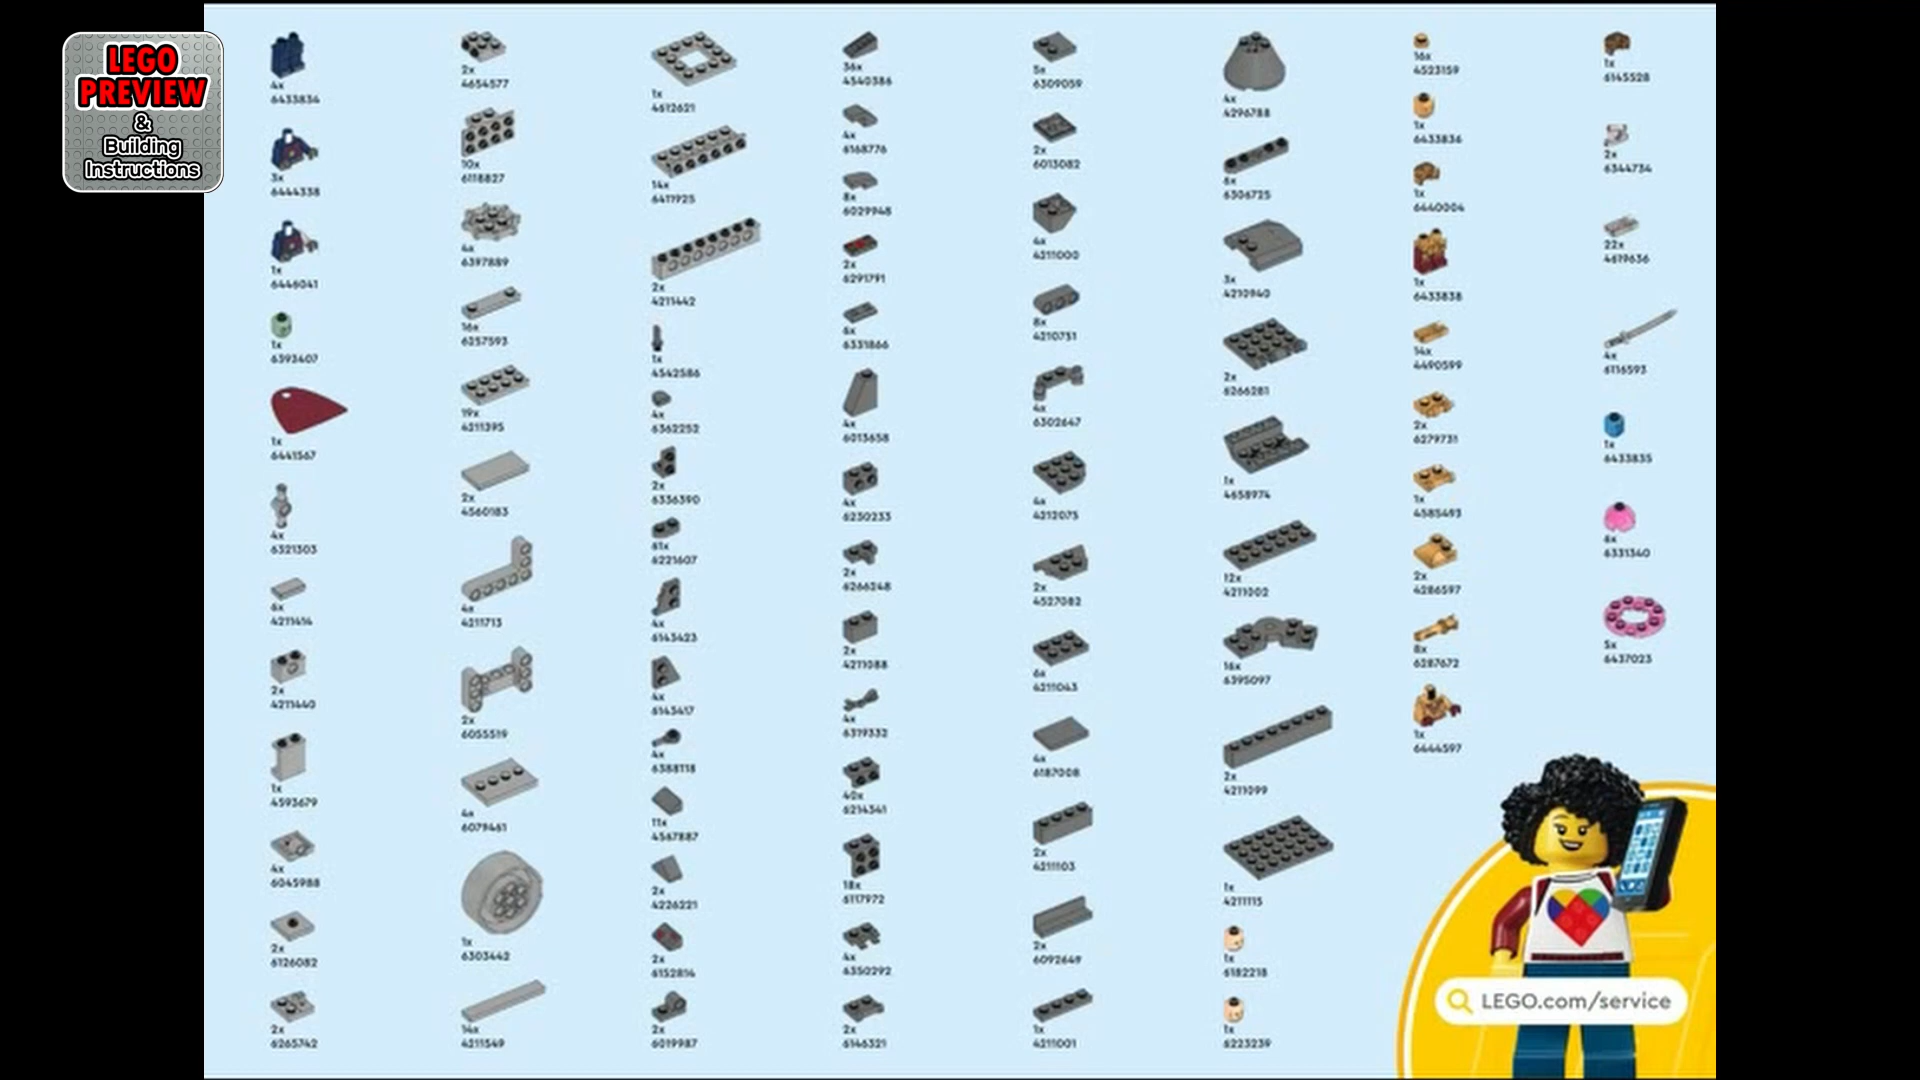 LEGO
PREVIEW
&
Building
Instructions
4x
6433834
3x
6444338
1x
6446041
1x
6393407
1x
6441567
4x
6321303
6x
4211414
2x
4211440
1x
4593679
4x
6045988
2x
6126082
2x
6265742
2x
4654577
10x
6118827
4x
6397889
16x
6257593
19x
4211395
2x
4560183
4x
4211713
2x
6055519
4x
6079461
1x
6303442
14x
4211549
1x
4612621
14x
6411925
2x
4211442
1x
4542586
4x
6362252
2x
6336390
61x
6221607
4x
6143423
4x
6143417
4x
6388118
11x
4567887
2x
4226221
2x
6152814
2x
6019987
36x
4540386
4x
6168776
8x
6029948
2x
6291791
6x
6331866
4x
6013658
4x
6230233
2x
6266248
2x
4211088
4x
6319332
40x
6214341
18x
6117972
4x
6350292
2x
6146321
5x
6309059
2x
6013082
4x
4211000
8x
4210751
4x
6302647
4x
4212075
2x
4527082
6x
4211043
4x
6187008
2x
4211103
2x
6092649
1x
4211001
4x
4296788
6x
6306725
3x
4210940
2x
6266281
1x
4658974
12x
4211002
16x
6395097
2x
4211099
1x
4211115
1x
6182218
1x
6223239
16x
4523159
1x
6433836
1x
6440004
1x
6433838
14x
4490599
2x
6279731
1x
4585493
2x
4286597
8x
6287672
1x
6444597
1x
6145528
2x
6344734
22x
4619636
4x
6116593
1x
6433835
6x
6331340
5x
6437023
LEGO.com/service